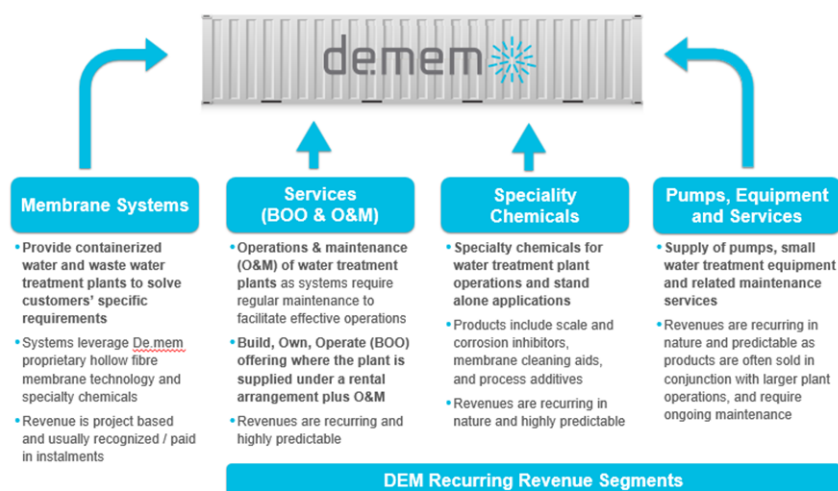 de.mem
Membrane Systems
• Provide containerized
water and waste water
treatment plants to solve
customers' specific
requirements
• Systems leverage De.mem
proprietary hollow fibre
membrane technology and
specialty chemicals
• Revenue is project based
and usually recognized / paid
in instalments
Services
(BOO & O&M)
• Operations & maintenance
(O&M) of water treatment
plants as systems require
regular maintenance to
facilitate effective operations
• Build, Own, Operate (BOO)
offering where the plant is
supplied under a rental
arrangement plus O&M
• Revenues are recurring and
highly predictable
Speciality
Chemicals
• Specialty chemicals for
water treatment plant
operations and stand
alone applications
• Products include scale and
corrosion inhibitors,
membrane cleaning aids,
and process additives
• Revenues are recurring in
nature and highly predictable
Pumps, Equipment
and Services
• Supply of pumps, small
water treatment equipment
and related maintenance
services
• Revenues are recurring in
nature and predictable as
products are often sold in
conjunction with larger plant
operations, and require
ongoing maintenance
DEM Recurring Revenue Segments